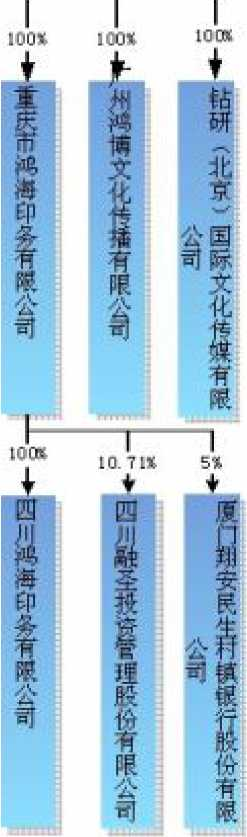 100%
100%
100%
重庆市鸿海印务有限公司
广州鸿博文化传播有限公司
钻研（北京）国际文化传媒有限
公司
100%
10.71%
5%
四川鸿海印务有限公司
四川融圣投资管理股份有限公司
厦门翔安民生村镇银行股份有限
公司